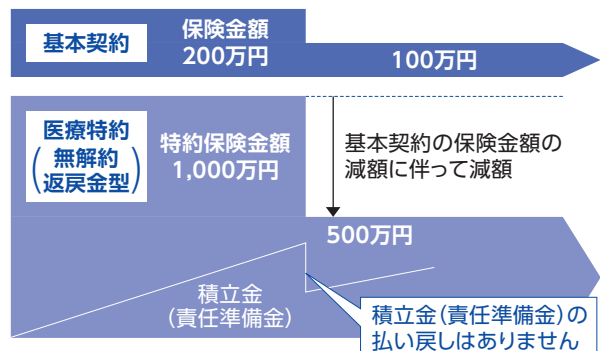 基本契約
保険金額
200万円
100万円
医療特約
(無解約
返戻金型)
特約保険金額
1,000万円
基本契約の保険金額の
減額に伴って減額
500万円
積立金
(責任準備金)
積立金(責任準備金)の
払い戻しはありません